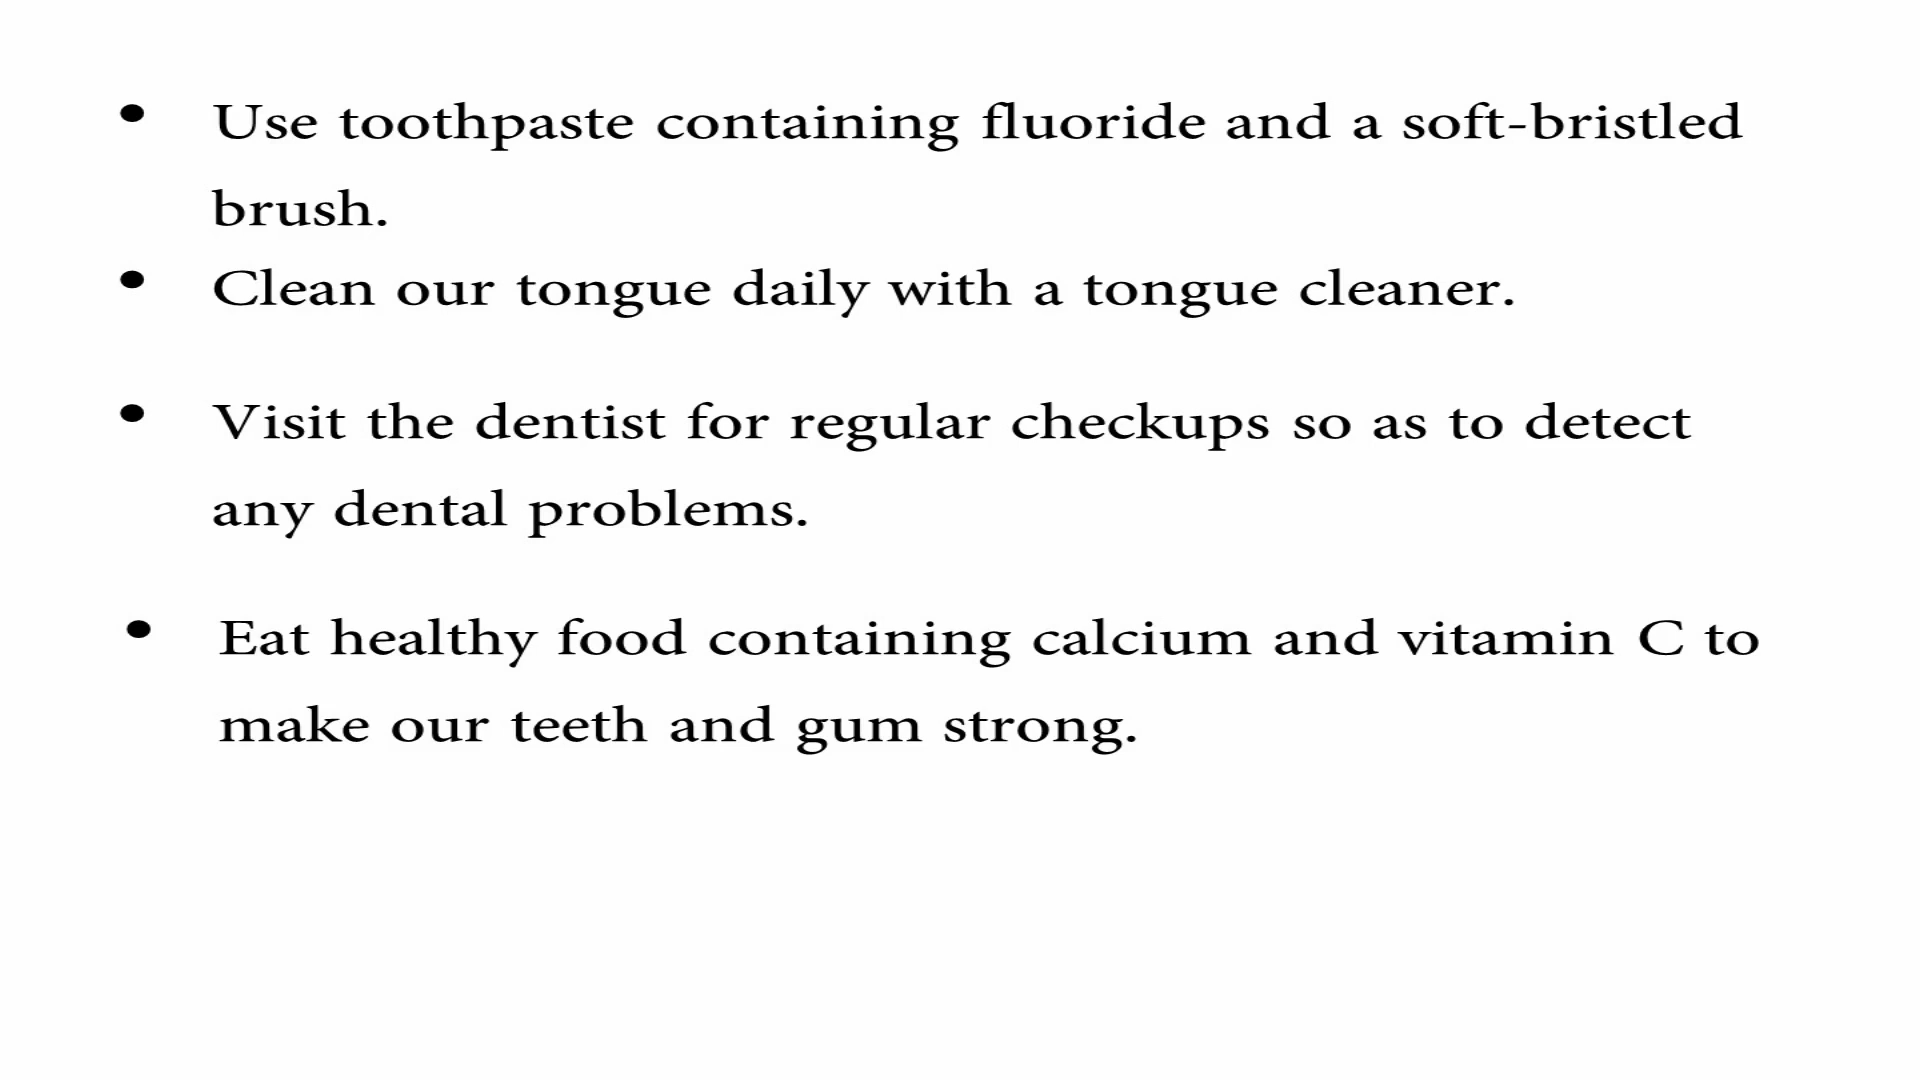 • Use toothpaste containing fluoride and a soft-bristled
brush.
• Clean our tongue daily with a tongue cleaner.
• Visit the dentist for regular checkups so as to detect
any dental problems.
• Eat healthy food containing calcium and vitamin C to
make our teeth and gum strong.